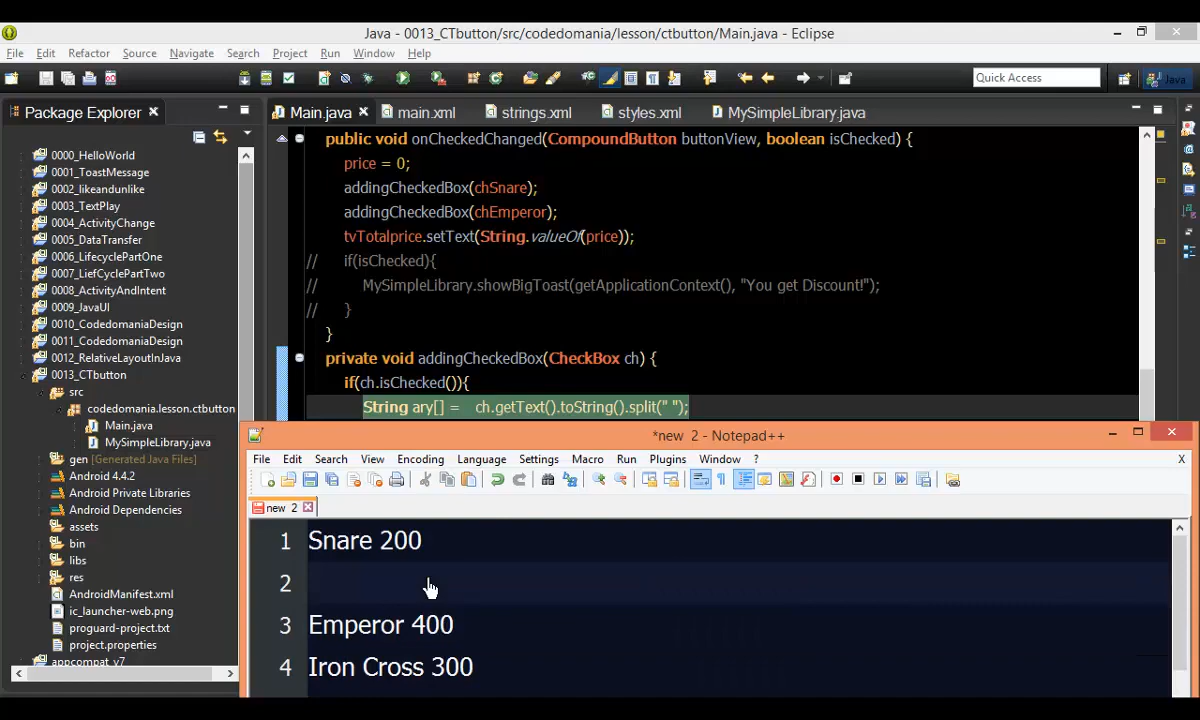 Java - 0013_CTbutton/src/codedomania/lesson/ctbutton/Main.java - Eclipse
File Edit Refactor Source Navigate Search Project Run Window Help
Quick Access
Java
Package Explorer
Main.java main.xml strings.xml styles.xml MySimpleLibrary.java
0000_HelloWorld
0001_ToastMessage
0002_likeandunlike
0003_TextPlay
0004_ActivityChange
0005_DataTransfer
0006_LifecyclePartOne
0007_LiefCyclePartTwo
0008_ActivityAndIntent
0009_JavaUI
0010_CodedomaniaDesign
0011_CodedomaniaDesign
0012_RelativeLayoutInJava
0013_CTbutton
src
codedomania.lesson.ctbutton
Main.java
MySimpleLibrary.java
gen [Generated Java Files]
Android 4.4.2
Android Private Libraries
Android Dependencies
assets
bin
libs
res
AndroidManifest.xml
ic_launcher-web.png
proguard-project.txt
project.properties
appcompat_v7
public void onCheckedChanged(CompoundButton buttonView, boolean isChecked) {
price = 0;
addingCheckedBox(chSnare);
addingCheckedBox(chEmperor);
tvTotalprice.setText(String.valueOf(price));
// if(isChecked){
// MySimpleLibrary.showBigToast(getApplicationContext(), "You get Discount!");
// }
}
private void addingCheckedBox(CheckBox ch) {
if(ch.isChecked()){
String ary[] = ch.getText().toString().split(" ");
*new 2 - Notepad++
File Edit Search View Encoding Language Settings Macro Run Plugins Window ? X
new 2
1 Snare 200
2
3 Emperor 400
4 Iron Cross 300